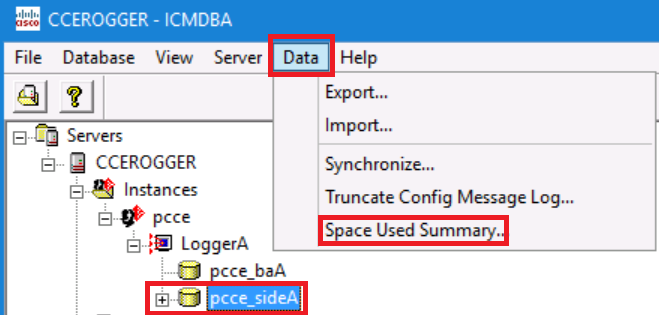 CISCO CCEROGGER - ICMDBA
File Database View Server Data Help
Export...
Import...
Servers
Synchronize...
CCEROGGER
Instances
Truncate Config Message Log...
pcce
Space Used Summary..
LoggerA
pcce_baA
pcce_sideA